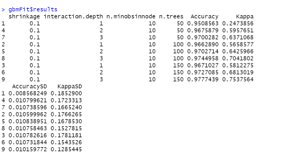 > gbmFit$results
  shrinkage interaction.depth n.minobsinnode n.trees Accuracy Kappa
1 0.1 1 10 50 0.9508563 0.2473856
4 0.1 2 10 50 0.9675879 0.5957651
7 0.1 3 10 50 0.9700282 0.6371068
2 0.1 1 10 100 0.9662890 0.5658577
5 0.1 2 10 100 0.9702714 0.6425966
8 0.1 3 10 100 0.9744958 0.7041802
3 0.1 1 10 150 0.9671027 0.5812275
6 0.1 2 10 150 0.9727085 0.6813019
9 0.1 3 10 150 0.9777439 0.7537564
  AccuracySD KappaSD
1 0.008568249 0.1852900
4 0.010799621 0.1723313
7 0.010738596 0.1665240
2 0.010599962 0.1766265
5 0.010838951 0.1678530
8 0.010758463 0.1527815
3 0.010782616 0.1781111
6 0.010731844 0.1543526
9 0.010159772 0.1285445